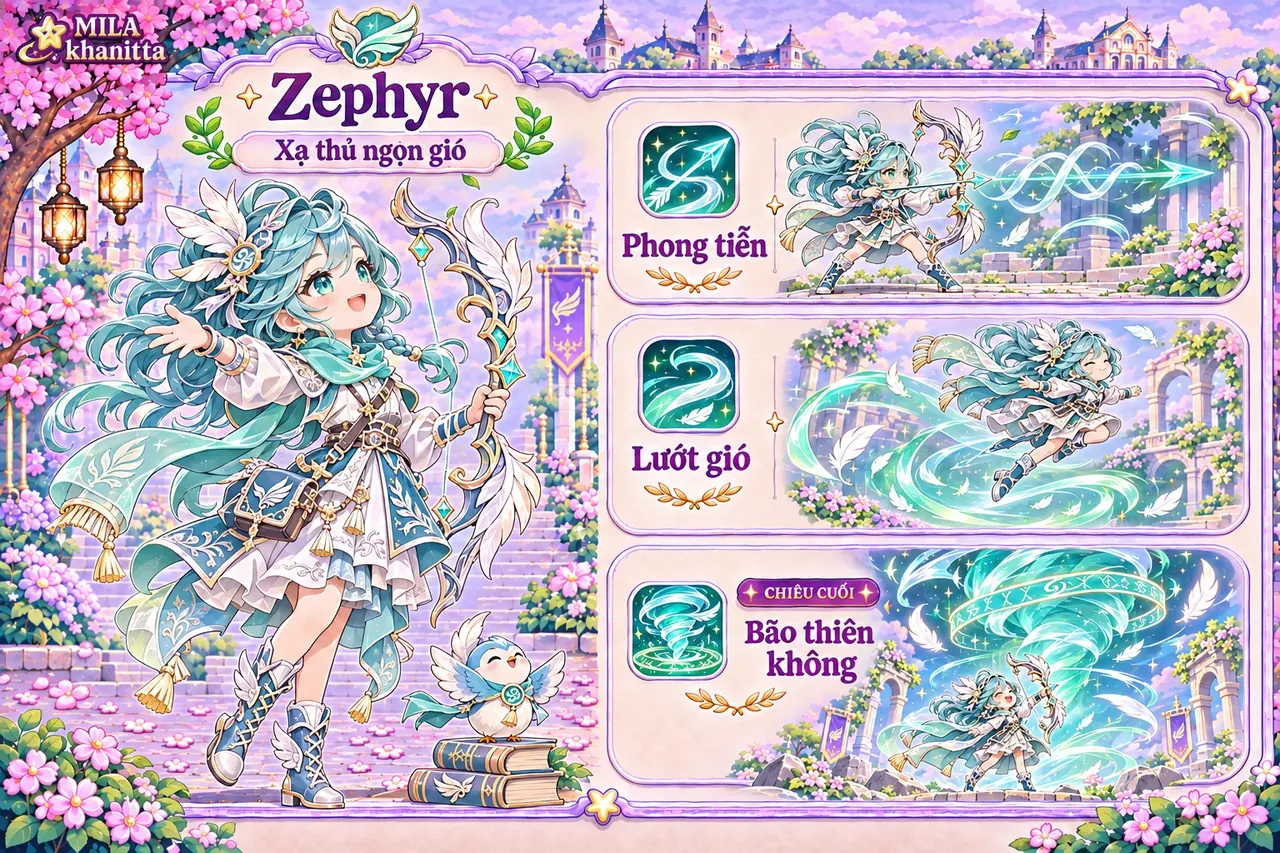 MILA
khanitta
Zephyr
Xạ thủ ngọn gió
Phong tiễn
Lướt gió
CHIÊU CUỐI
Bão thiên
không